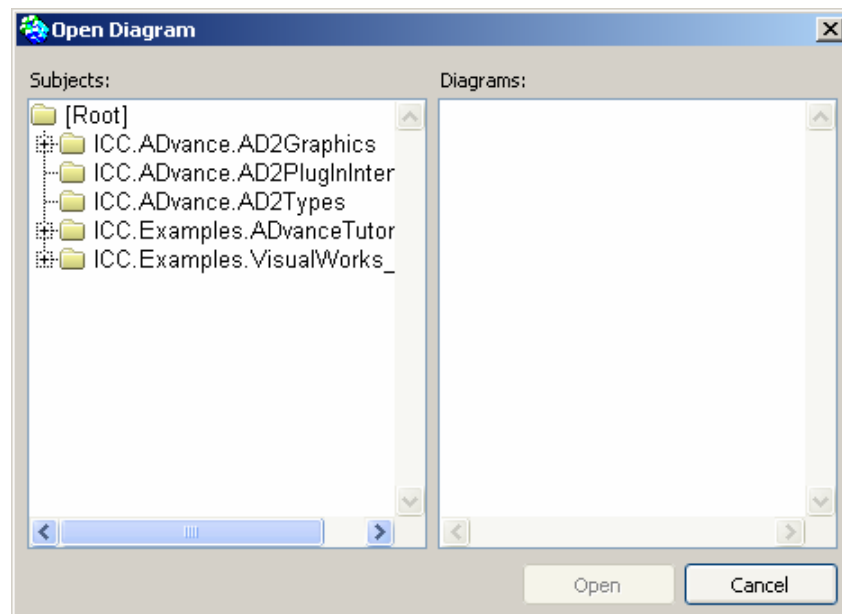 Open Diagram
Subjects:
Diagrams:
[Root]
ICC.ADvance.AD2Graphics
ICC.ADvance.AD2PlugInInter
ICC.ADvance.AD2Types
ICC.Examples.ADvanceTutor
ICC.Examples.VisualWorks_
Open
Cancel